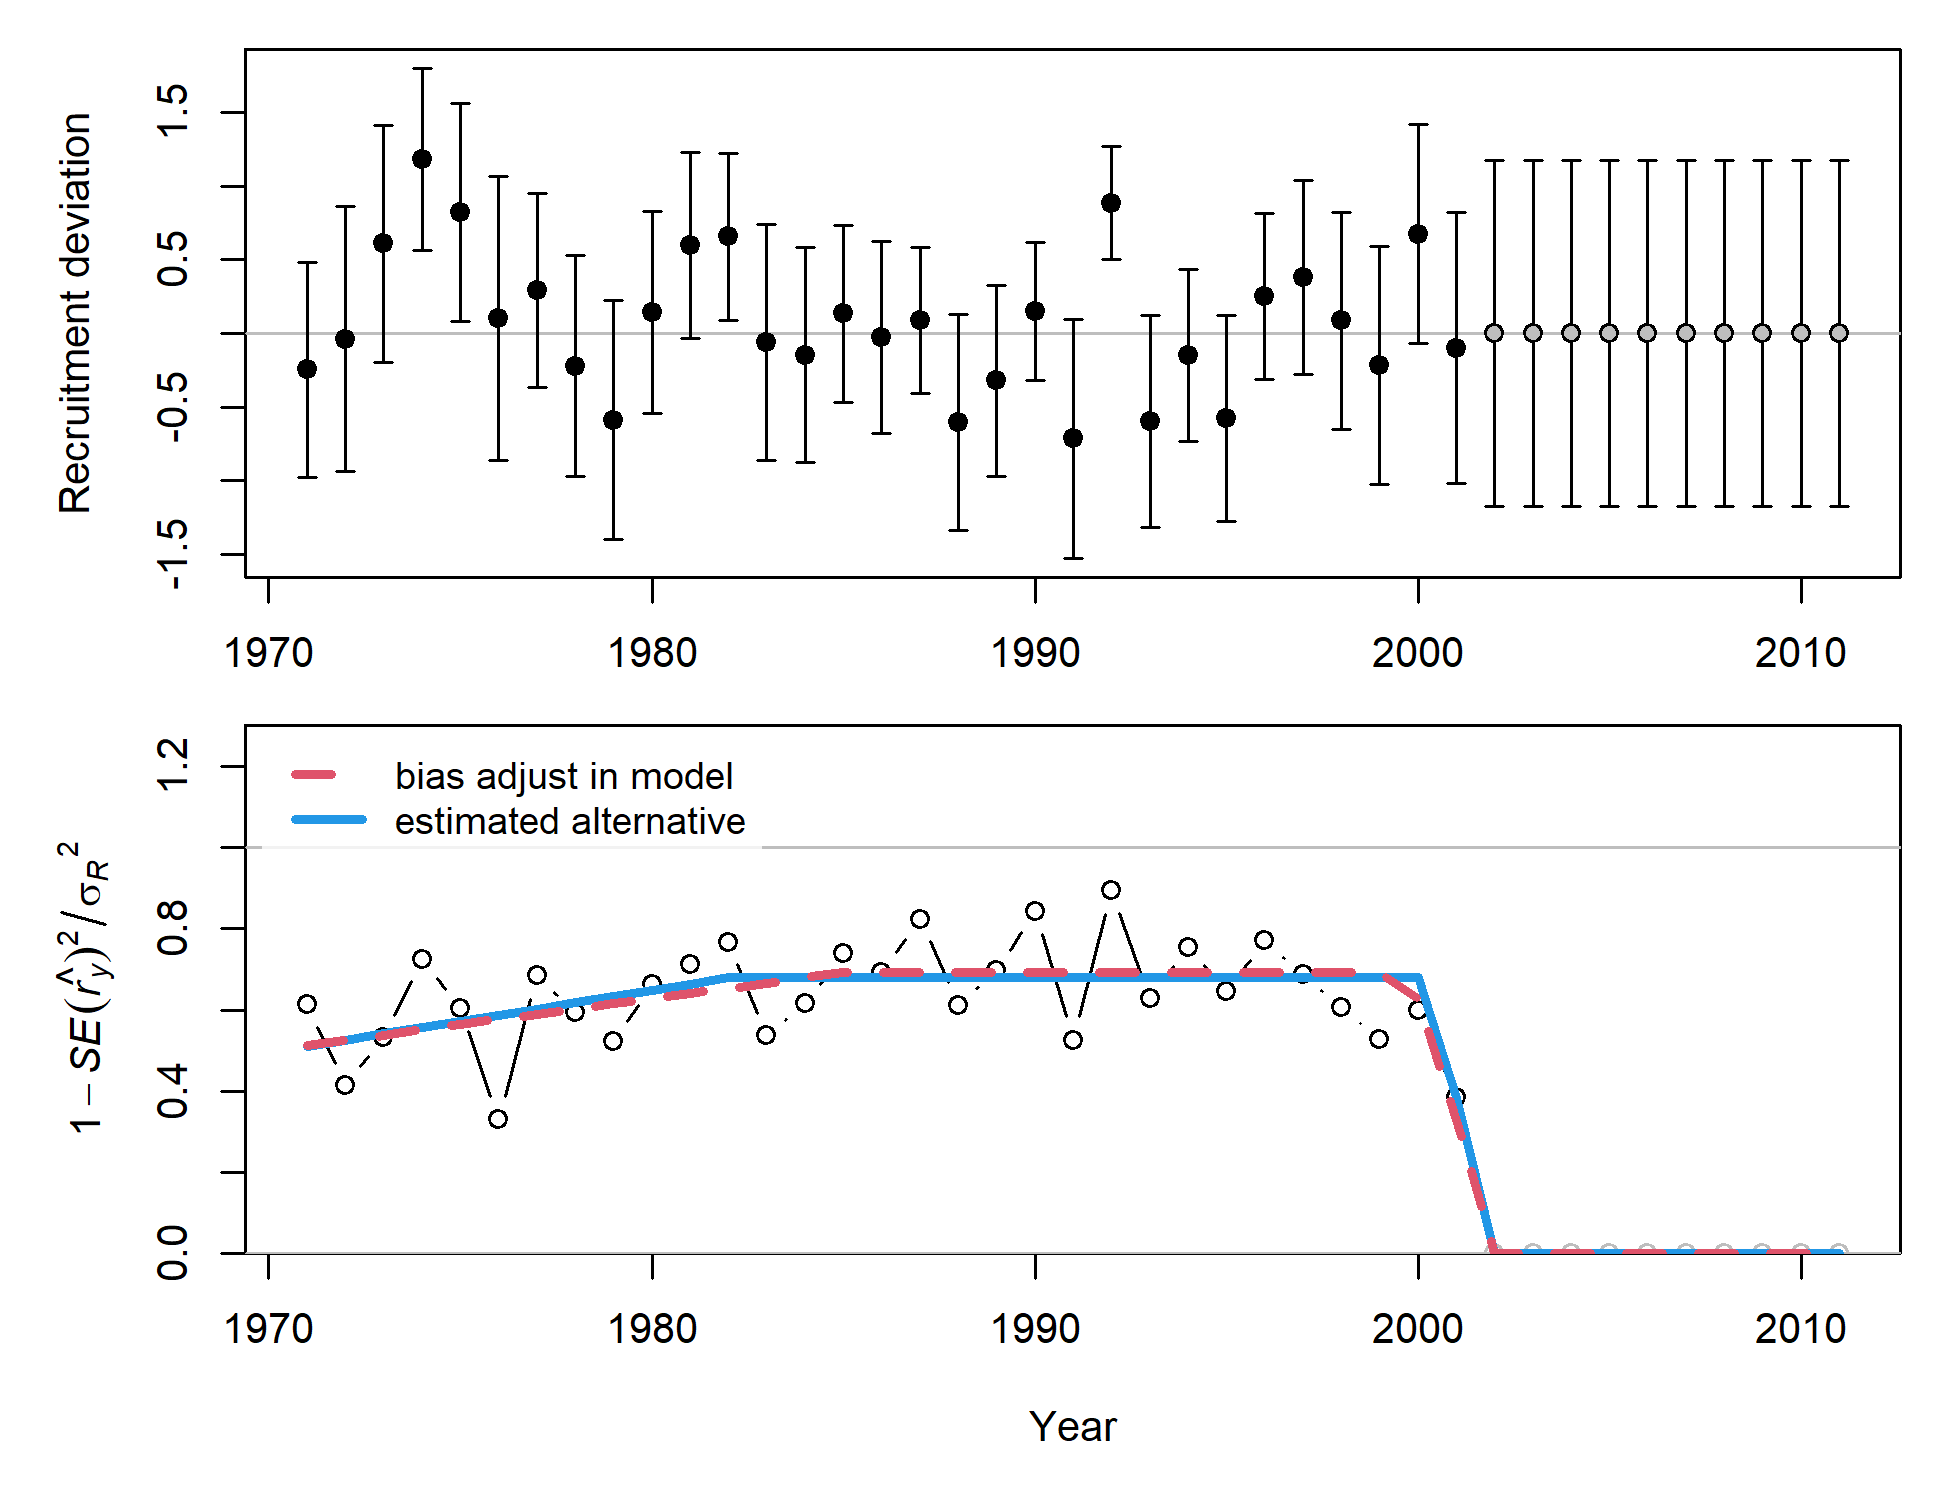 Recruitment deviation
1.5
0.5
-0.5
-1.5
1970 1980 1990 2000 2010
bias adjust in model
estimated alternative
1 − SE(r̂_y)² / σ_R²
1.2
0.8
0.4
0.0
1970 1980 1990 2000 2010
Year